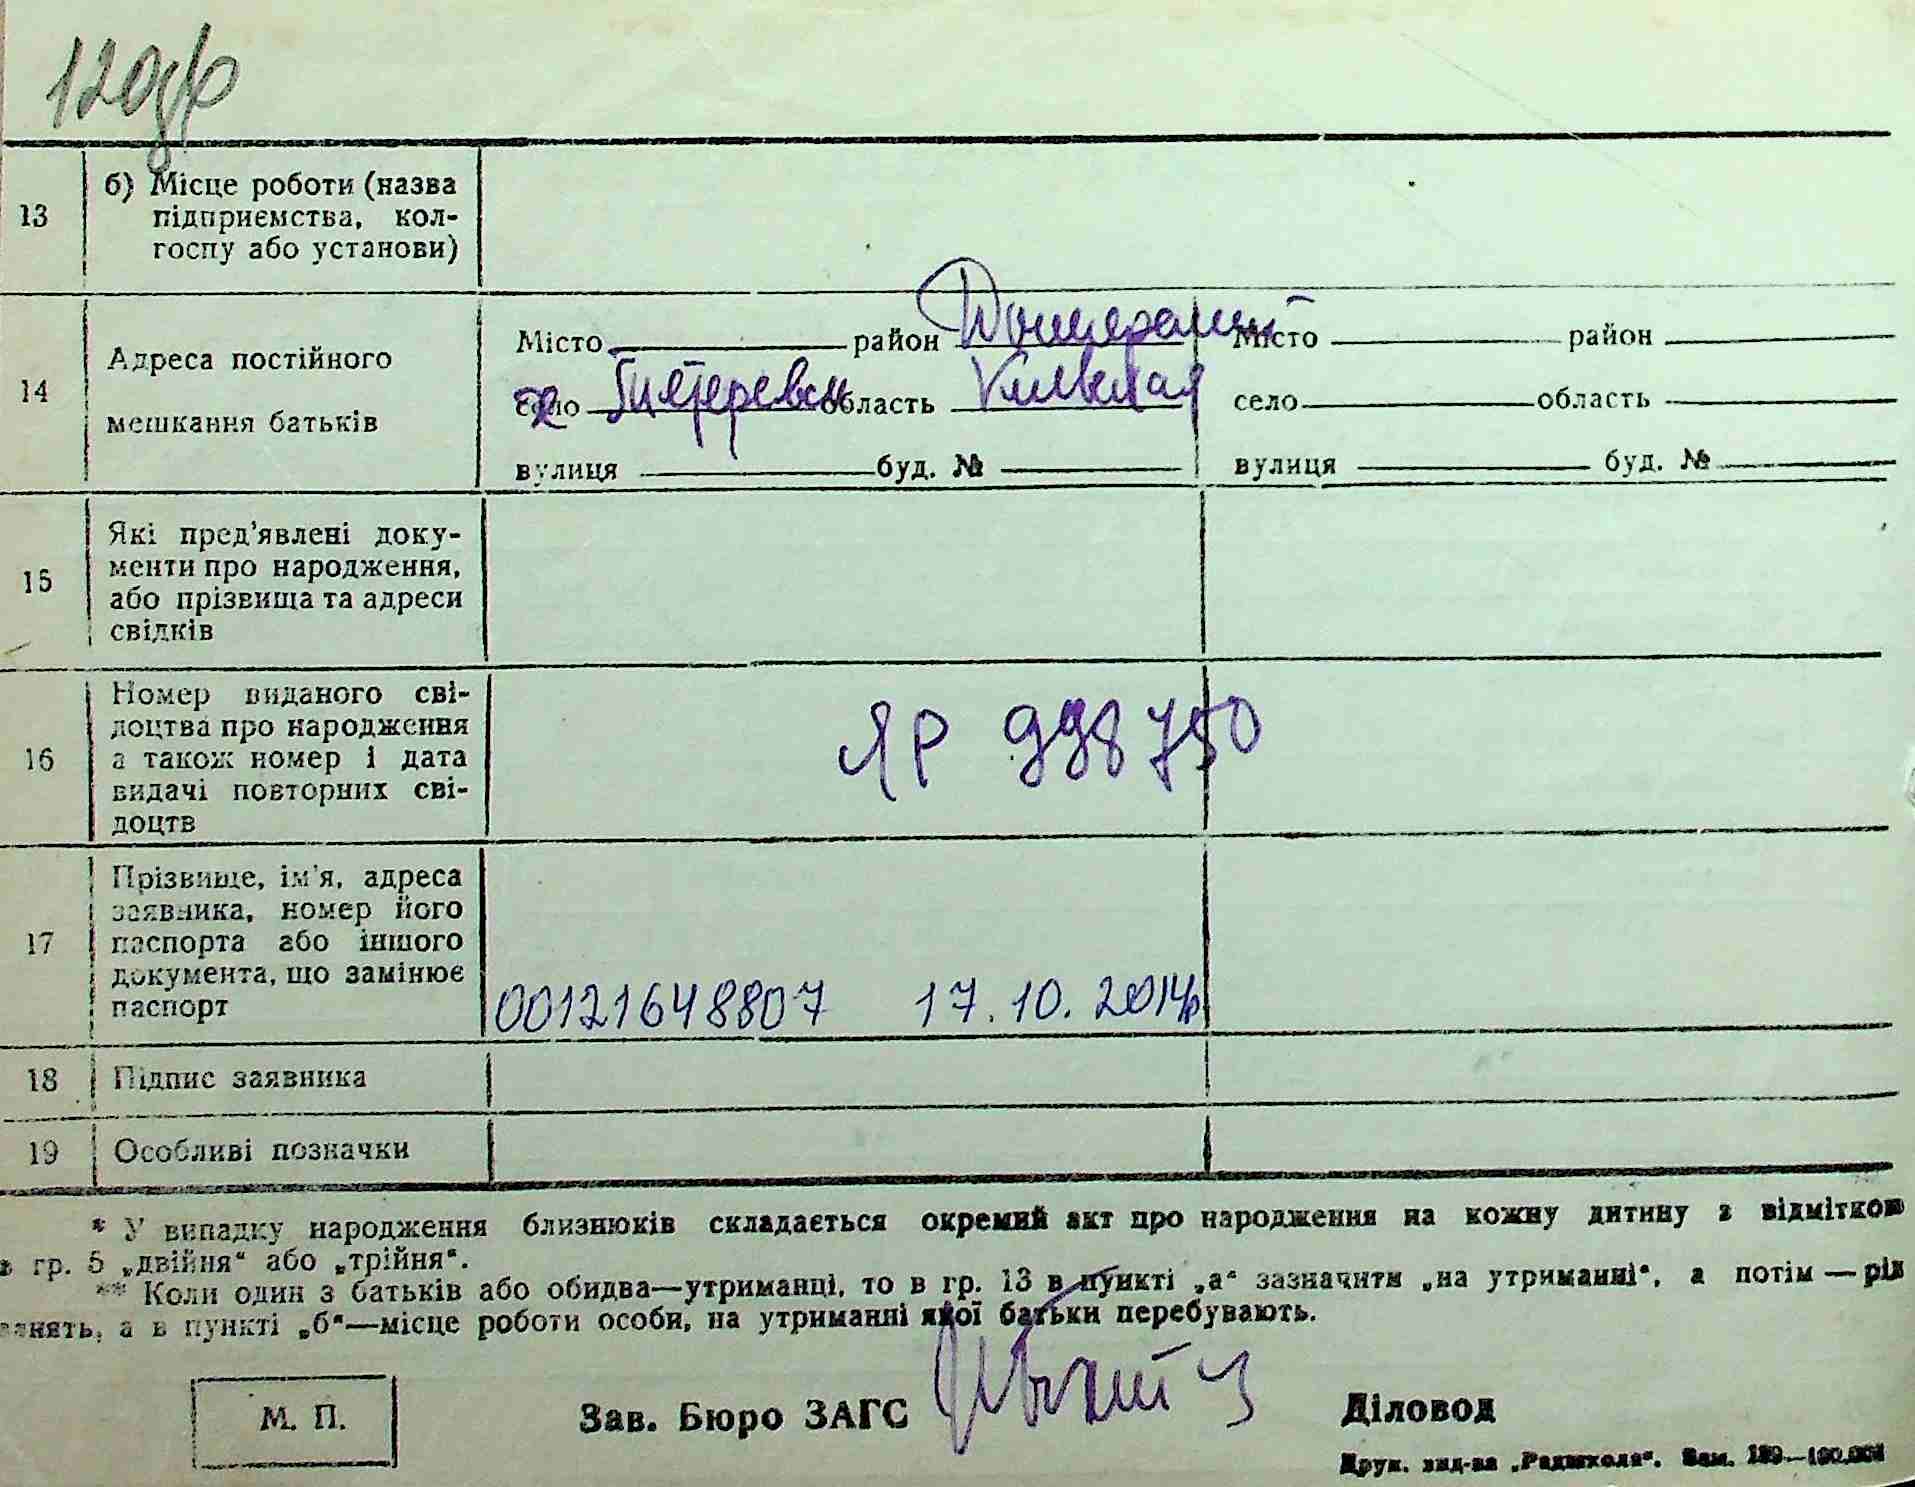 120
13 б) Місце роботи (назва
підприємства, кол-
госпу або установи)
14 Адреса постійного
мешкання батьків
Місто район Місто район
село область село область
вулиця буд. № вулиця буд. №
15 Які пред'явлені доку-
менти про народження,
або прізвища та адреси
свідків
16 Номер виданого сві-
доцтва про народження
а також номер і дата
видачі повторних сві-
доцтв
ЯР 998750
17 Прізвище, ім'я, адреса
заявника, номер його
паспорта або іншого
документа, що замінює
паспорт
00121648807 17.10.2014р
18 Підпис заявника
19 Особливі позначки
* У випадку народження близнюків складається окремий акт про народження на кожну дитину з відміткою
в гр. 5 „двійня“ або „трійня“.
** Коли один з батьків або обидва—утриманці, то в гр. 13 в пункті „а“ зазначити „на утриманні“, а потім — рід
занять, а в пункті „б“—місце роботи особи, на утриманні якої батьки перебувають.
М. П. Зав. Бюро ЗАГС Діловод
Друк. вид-ва „Радшкола“. Зам.